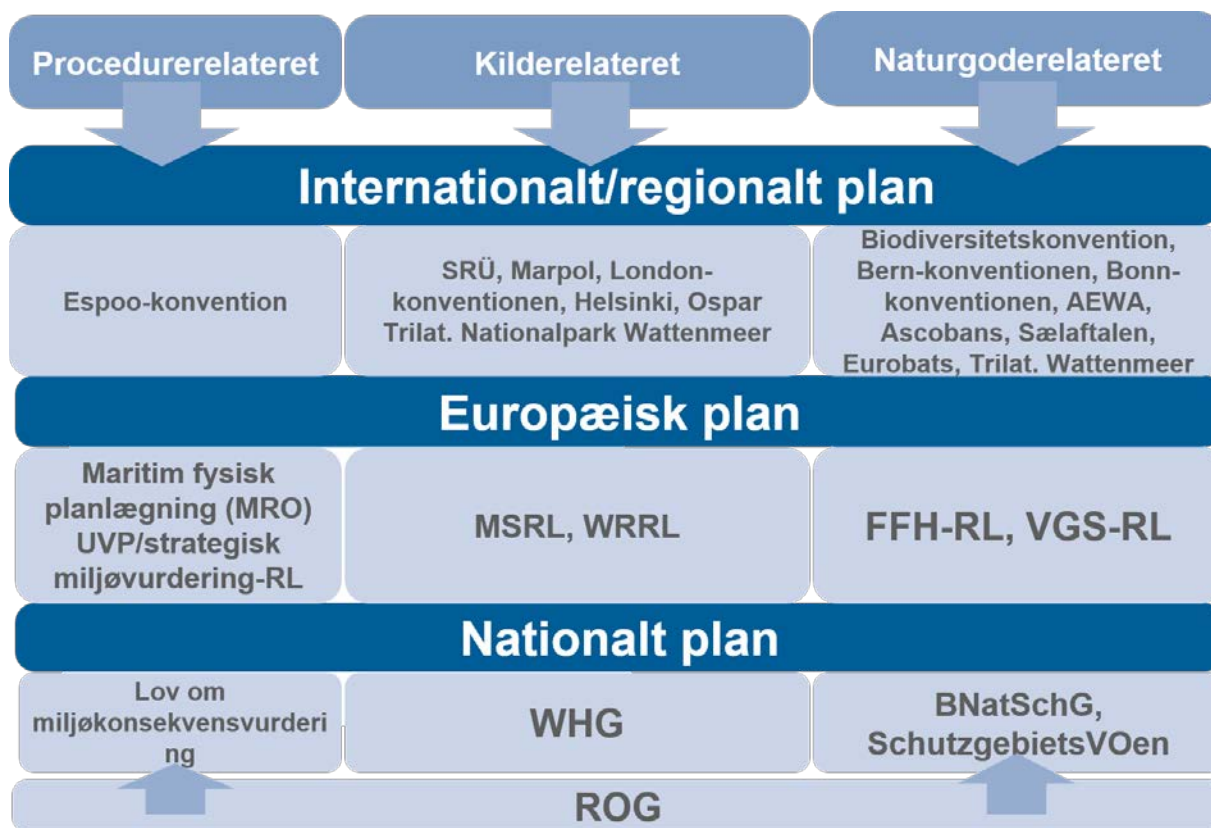 Procedurerelateret
Kilderelateret
Naturgoderelateret
Internationalt/regionalt plan
Espoo-konvention
SRÜ, Marpol, London-
konventionen, Helsinki, Ospar
Trilat. Nationalpark Wattenmeer
Biodiversitetskonvention,
Bern-konventionen, Bonn-
konventionen, AEWA,
Ascobans, Sælaftalen,
Eurobats, Trilat. Wattenmeer
Europæisk plan
Maritim fysisk
planlægning (MRO)
UVP/strategisk
miljøvurdering-RL
MSRL, WRRL
FFH-RL, VGS-RL
Nationalt plan
Lov om
miljøkonsekvensvurderi
ng
WHG
BNatSchG,
SchutzgebietsVOen
ROG